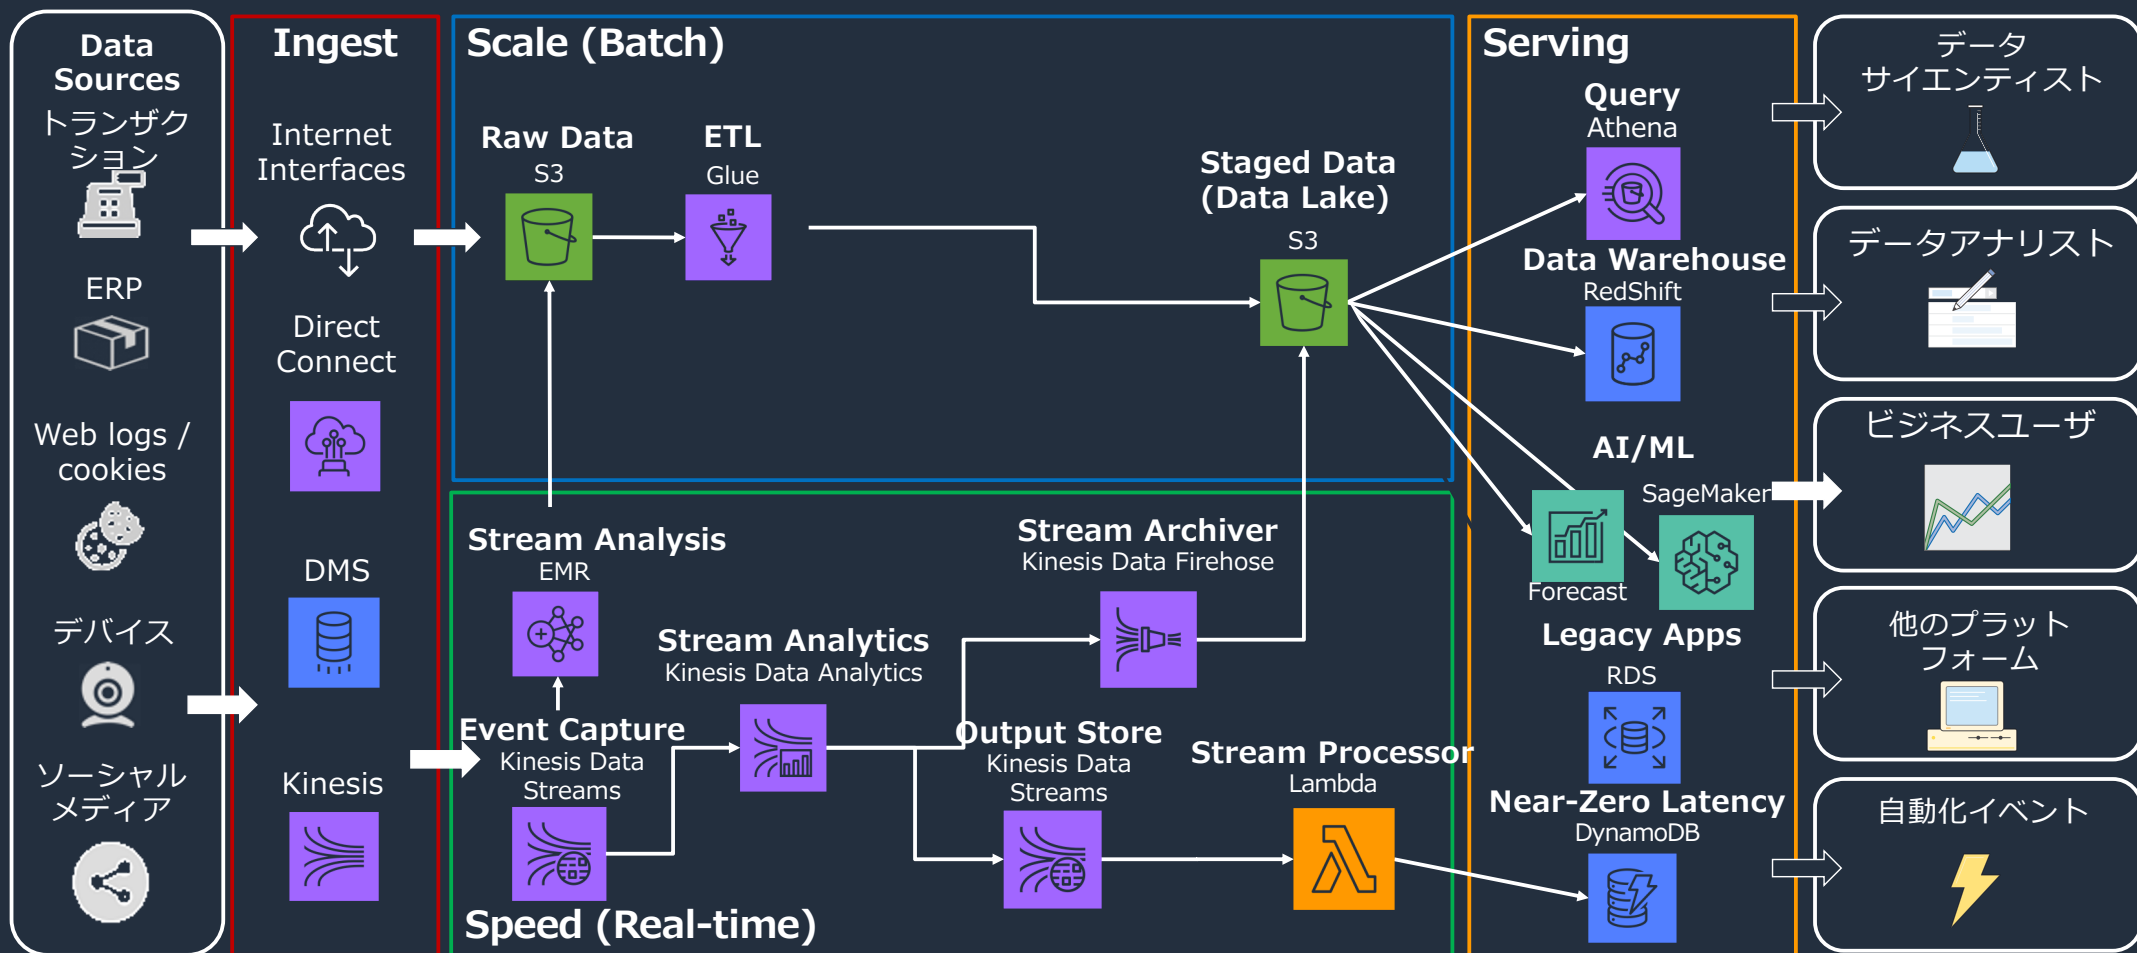 Data
Sources
トランザク
ション
ERP
Web logs /
cookies
デバイス
ソーシャル
メディア
Ingest
Internet
Interfaces
Direct
Connect
DMS
Kinesis
Scale (Batch)
Raw Data
S3
ETL
Glue
Staged Data
(Data Lake)
S3
Stream Analysis
EMR
Stream Analytics
Kinesis Data Analytics
Stream Archiver
Kinesis Data Firehose
Event Capture
Kinesis Data
Streams
Output Store
Kinesis Data
Streams
Stream Processor
Lambda
Speed (Real-time)
Serving
Query
Athena
Data Warehouse
RedShift
AI/ML
SageMaker
Forecast
Legacy Apps
RDS
Near-Zero Latency
DynamoDB
データ
サイエンティスト
データアナリスト
ビジネスユーザ
他のプラット
フォーム
自動化イベント